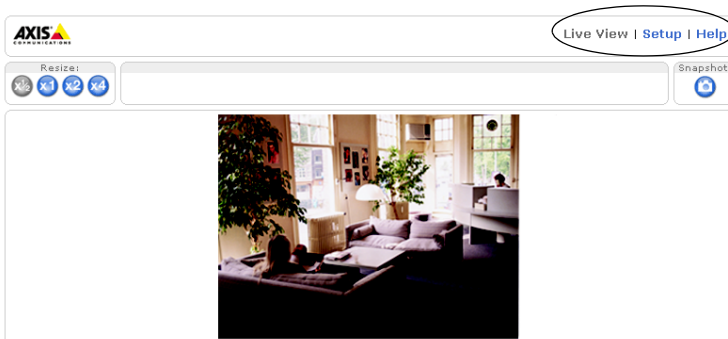 AXIS
COMMUNICATIONS
Live View | Setup | Help
Resize:
x½ x1 x2 x4
Snapshot